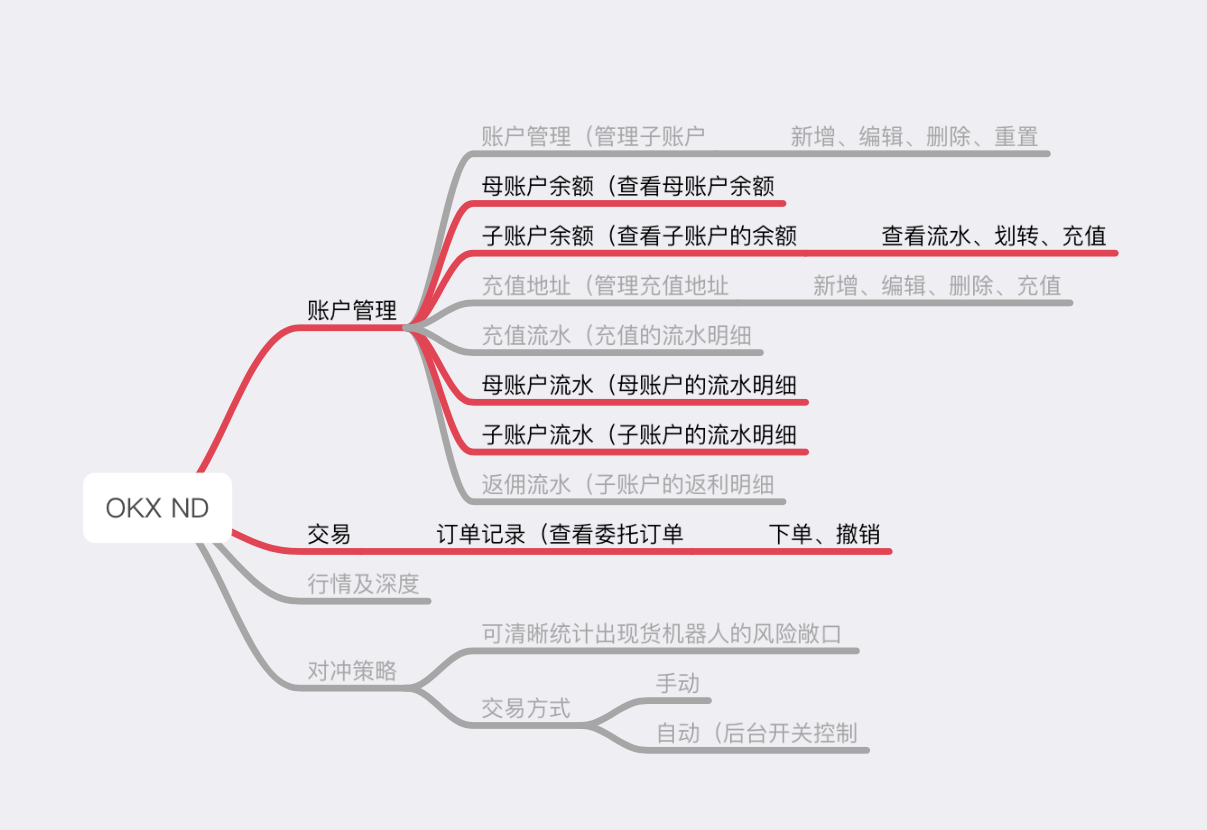 账户管理（管理子账户
新增、编辑、删除、重置
母账户余额（查看母账户余额
子账户余额（查看子账户的余额
查看流水、划转、充值
充值地址（管理充值地址
新增、编辑、删除、充值
账户管理
充值流水（充值的流水明细
母账户流水（母账户的流水明细
子账户流水（子账户的流水明细
返佣流水（子账户的返利明细
OKX ND
交易
订单记录（查看委托订单
下单、撤销
行情及深度
可清晰统计出现货机器人的风险敞口
对冲策略
手动
交易方式
自动（后台开关控制